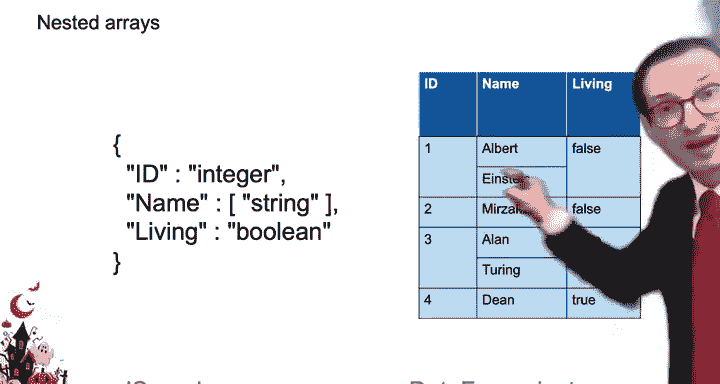 Nested arrays
ID Name Living
{
"ID" : "integer",
"Name" : [ "string" ],
"Living" : "boolean"
}
1 Albert false
2 false
3 Alan
Turing
4 Dean true